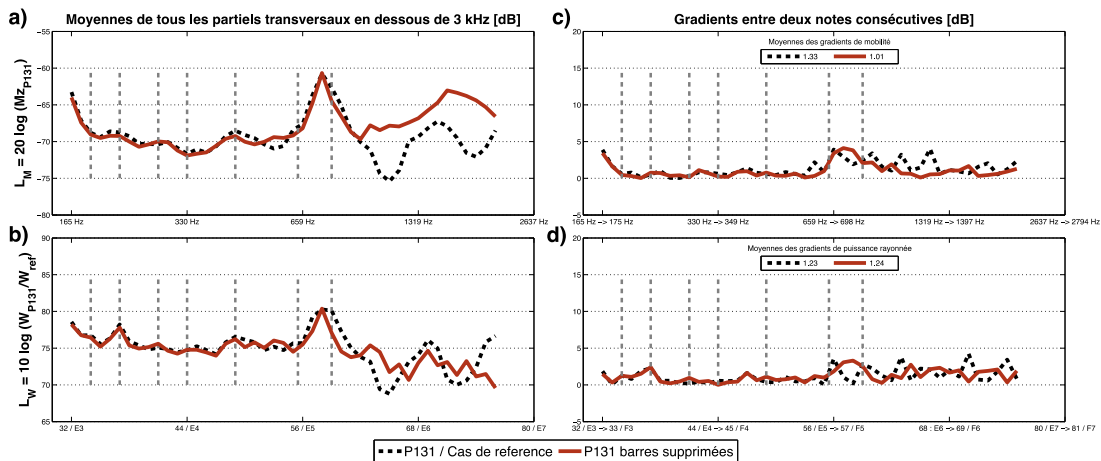 a)
Moyennes de tous les partiels transversaux en dessous de 3 kHz [dB]
L_M = 20 log (Mz_P131)
−55
−60
−65
−70
−75
−80
165 Hz
330 Hz
659 Hz
1319 Hz
2637 Hz
c)
Gradients entre deux notes consécutives [dB]
Moyennes des gradients de mobilité
1.33
1.01
20
15
10
5
0
−5
165 Hz −> 175 Hz
330 Hz −> 349 Hz
659 Hz −> 698 Hz
1319 Hz −> 1397 Hz
2637 Hz −> 2794 Hz
b)
L_W = 10 log (W_P131/W_ref)
90
85
80
75
70
65
32 / E3
44 / E4
56 / E5
68 / E6
80 / E7
d)
Moyennes des gradients de puissance rayonnée
1.23
1.24
20
15
10
5
0
−5
32 / E3 −> 33 / F3
44 / E4 −> 45 / F4
56 / E5 −> 57 / F5
68 : E6 −> 69 / F6
80 / E7 −> 81 / F7
P131 / Cas de reference
P131 barres supprimées